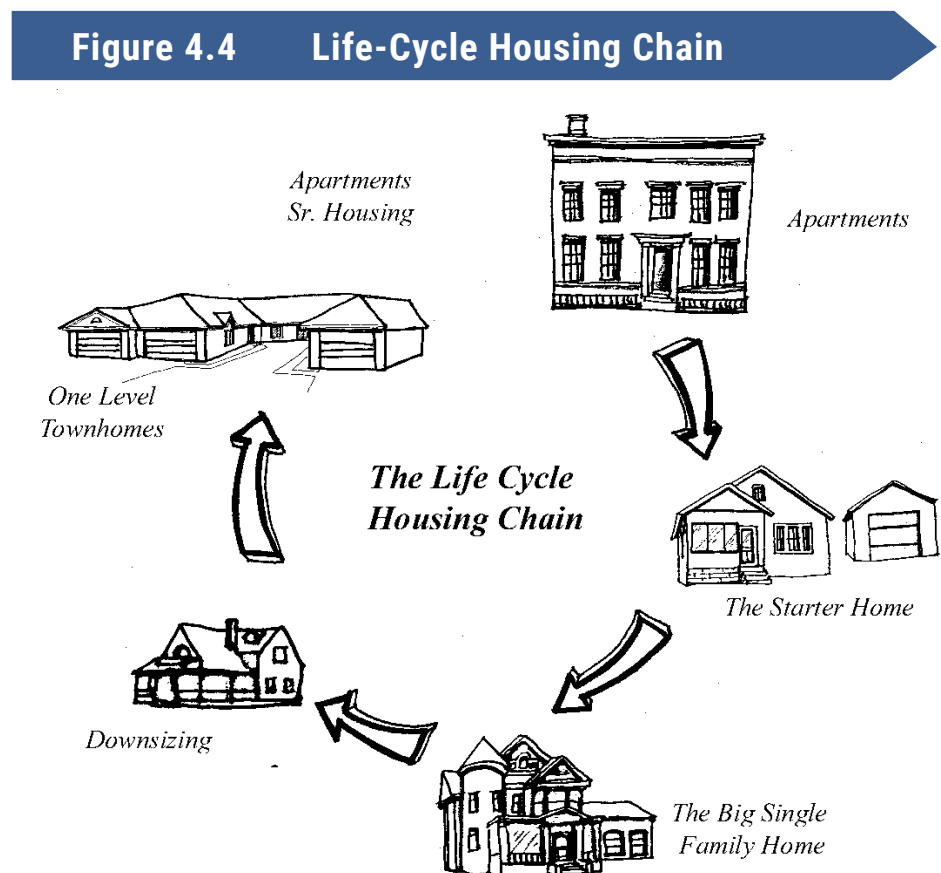 Figure 4.4 Life-Cycle Housing Chain
Apartments
Sr. Housing
Apartments
One Level
Townhomes
The Life Cycle
Housing Chain
The Starter Home
Downsizing
The Big Single
Family Home